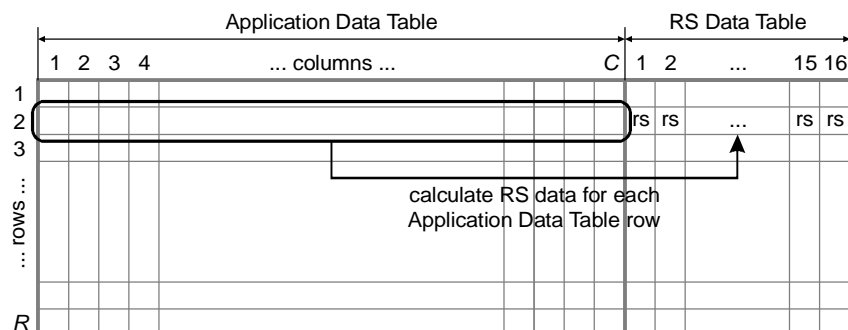 Application Data Table RS Data Table
1 2 3 4 ... columns ... C 1 2 ... 15 16
1
2 rs rs ... rs rs
3
calculate RS data for each
Application Data Table row
... rows ...
R